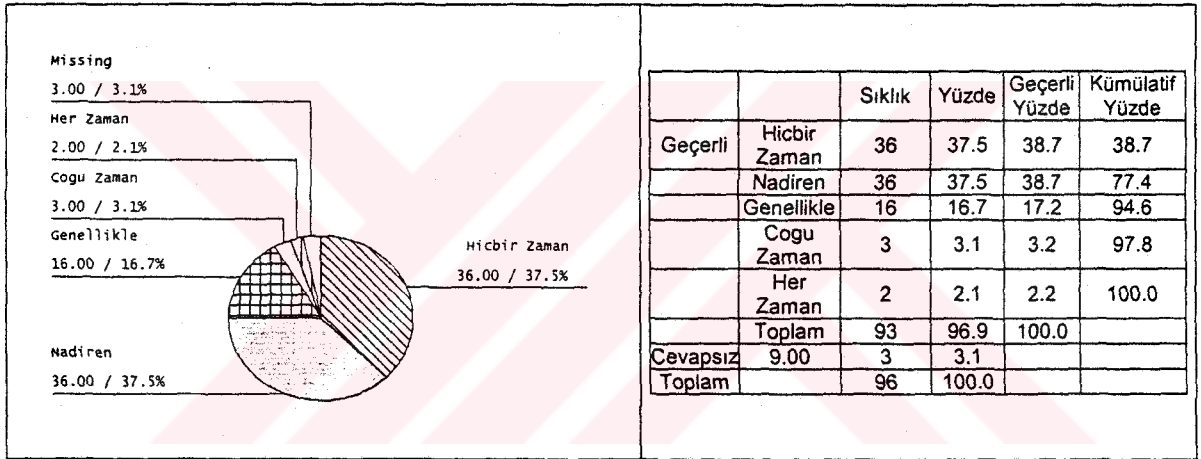 Missing
3.00 / 3.1%
Her Zaman
2.00 / 2.1%
Cogu Zaman
3.00 / 3.1%
Genellikle
16.00 / 16.7%
Nadiren
36.00 / 37.5%
Hicbir Zaman
36.00 / 37.5%
Sıklık Yüzde Geçerli Yüzde Kümülatif Yüzde
Geçerli Hicbir Zaman 36 37.5 38.7 38.7
Nadiren 36 37.5 38.7 77.4
Genellikle 16 16.7 17.2 94.6
Cogu Zaman 3 3.1 3.2 97.8
Her Zaman 2 2.1 2.2 100.0
Toplam 93 96.9 100.0
Cevapsız 9.00 3 3.1
Toplam 96 100.0